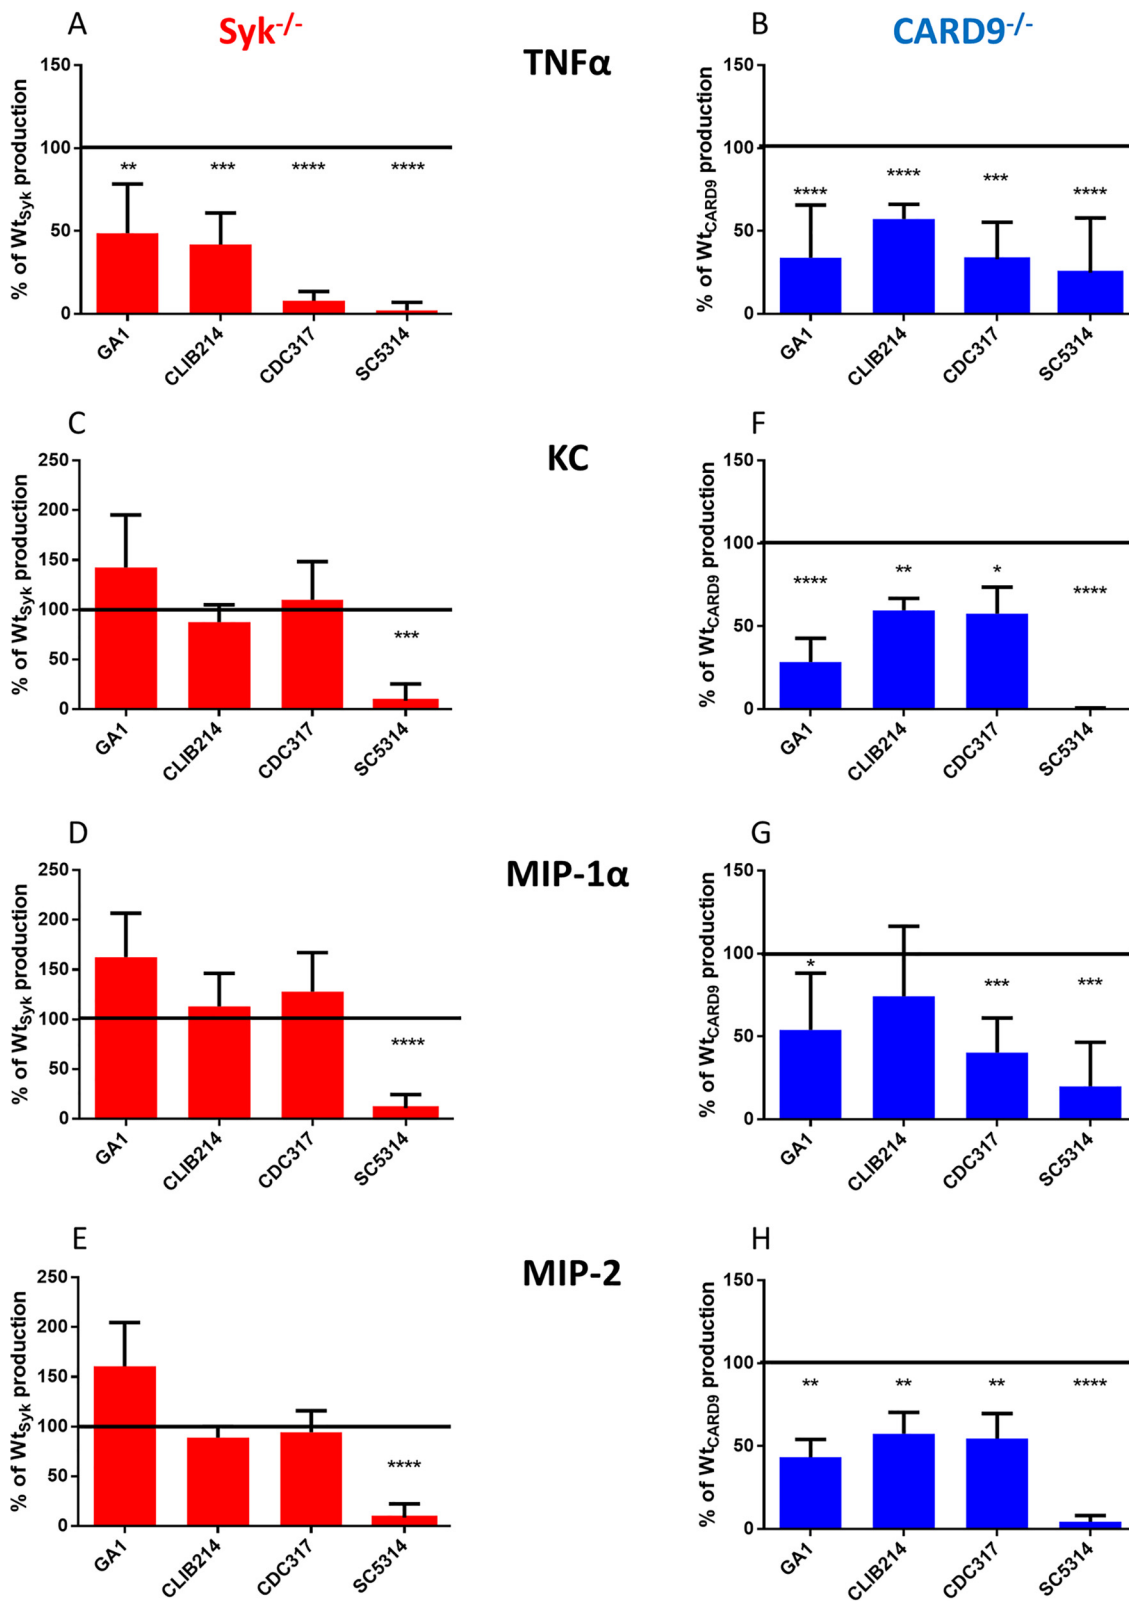 A
Syk-/-
TNFα
B
CARD9-/-
% of WtSyk production
150
100
50
0
** *** **** ****
GA1 CLIB214 CDC317 SC5314
% of WtCARD9 production
150
100
50
0
**** **** *** ****
GA1 CLIB214 CDC317 SC5314
C
KC
F
% of WtSyk production
250
200
150
100
50
0
***
GA1 CLIB214 CDC317 SC5314
% of WtCARD9 production
150
100
50
0
**** ** * ****
GA1 CLIB214 CDC317 SC5314
D
MIP-1α
G
% of WtSyk production
250
200
150
100
50
0
****
GA1 CLIB214 CDC317 SC5314
% of WtCARD9 production
150
100
50
0
* *** ***
GA1 CLIB214 CDC317 SC5314
E
MIP-2
H
% of WtSyk production
250
200
150
100
50
0
****
GA1 CLIB214 CDC317 SC5314
% of WtCARD9 production
150
100
50
0
** ** ** ****
GA1 CLIB214 CDC317 SC5314